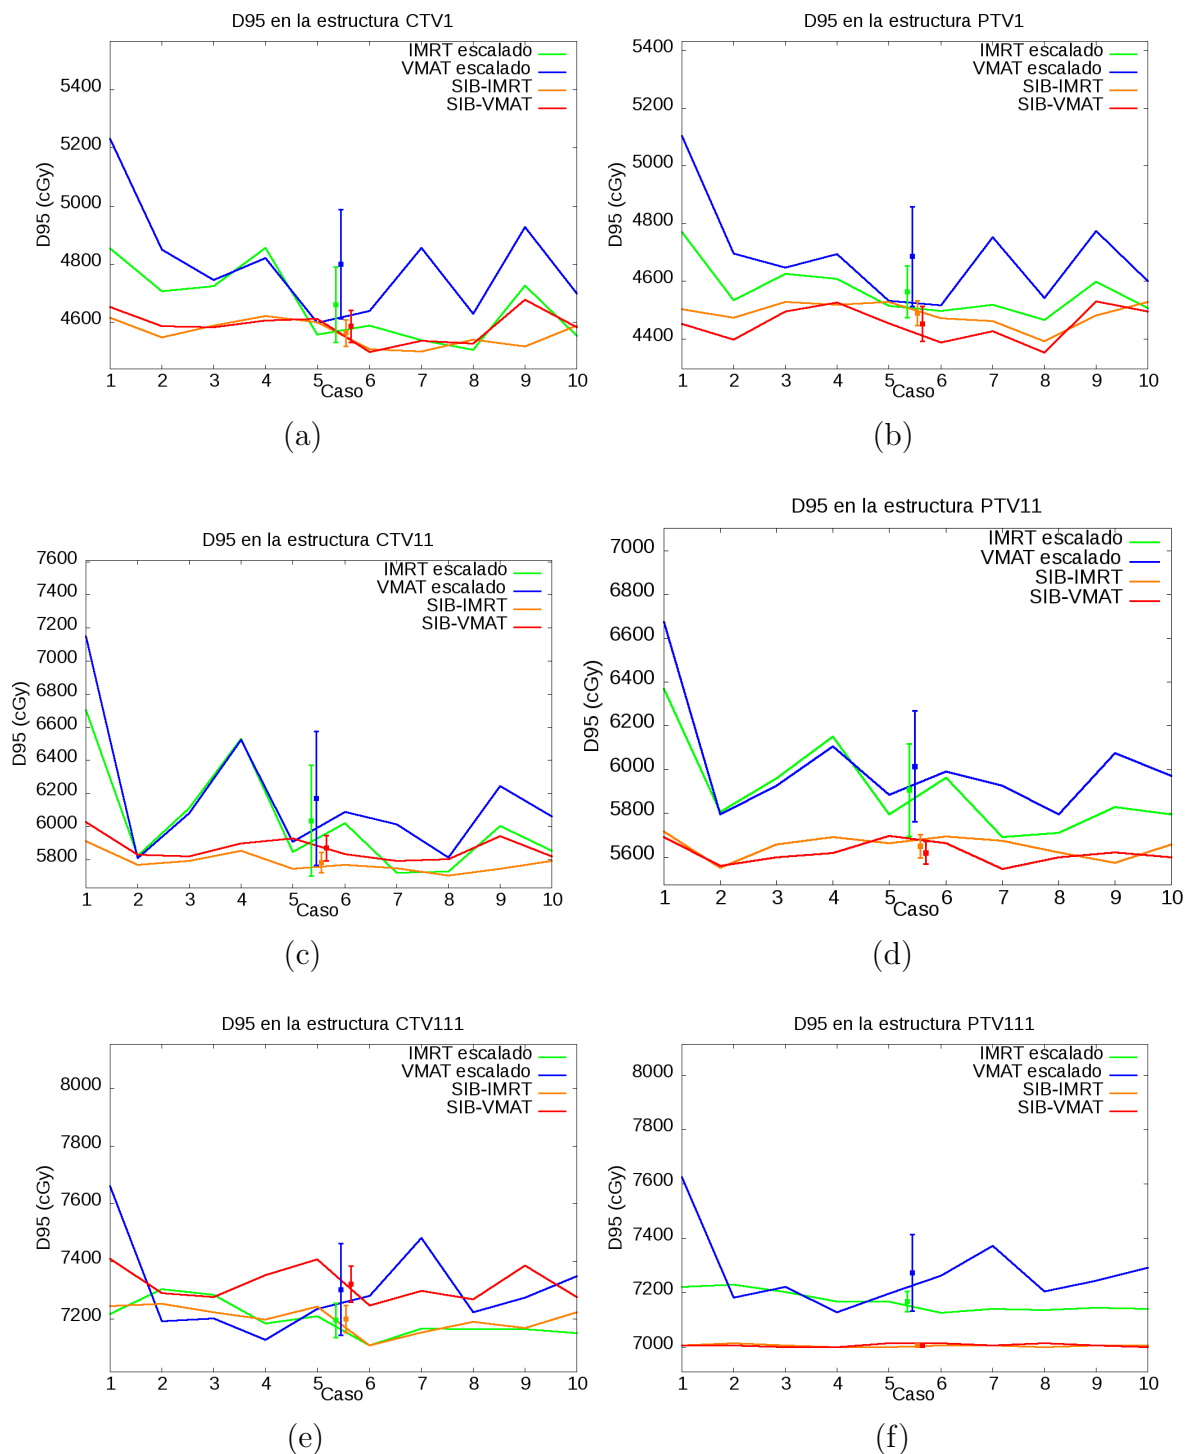 D95 en la estructura CTV1
IMRT escalado
VMAT escalado
SIB-IMRT
SIB-VMAT
D95 (cGy)
5400
5200
5000
4800
4600
1 2 3 4 5 6 7 8 9 10
Caso
(a)
D95 en la estructura PTV1
IMRT escalado
VMAT escalado
SIB-IMRT
SIB-VMAT
D95 (cGy)
5400
5200
5000
4800
4600
4400
1 2 3 4 5 6 7 8 9 10
Caso
(b)
D95 en la estructura CTV11
IMRT escalado
VMAT escalado
SIB-IMRT
SIB-VMAT
D95 (cGy)
7600
7400
7200
7000
6800
6600
6400
6200
6000
5800
1 2 3 4 5 6 7 8 9 10
Caso
(c)
D95 en la estructura PTV11
IMRT escalado
VMAT escalado
SIB-IMRT
SIB-VMAT
D95 (cGy)
7000
6800
6600
6400
6200
6000
5800
5600
1 2 3 4 5 6 7 8 9 10
Caso
(d)
D95 en la estructura CTV111
IMRT escalado
VMAT escalado
SIB-IMRT
SIB-VMAT
D95 (cGy)
8000
7800
7600
7400
7200
1 2 3 4 5 6 7 8 9 10
Caso
(e)
D95 en la estructura PTV111
IMRT escalado
VMAT escalado
SIB-IMRT
SIB-VMAT
D95 (cGy)
8000
7800
7600
7400
7200
7000
1 2 3 4 5 6 7 8 9 10
Caso
(f)